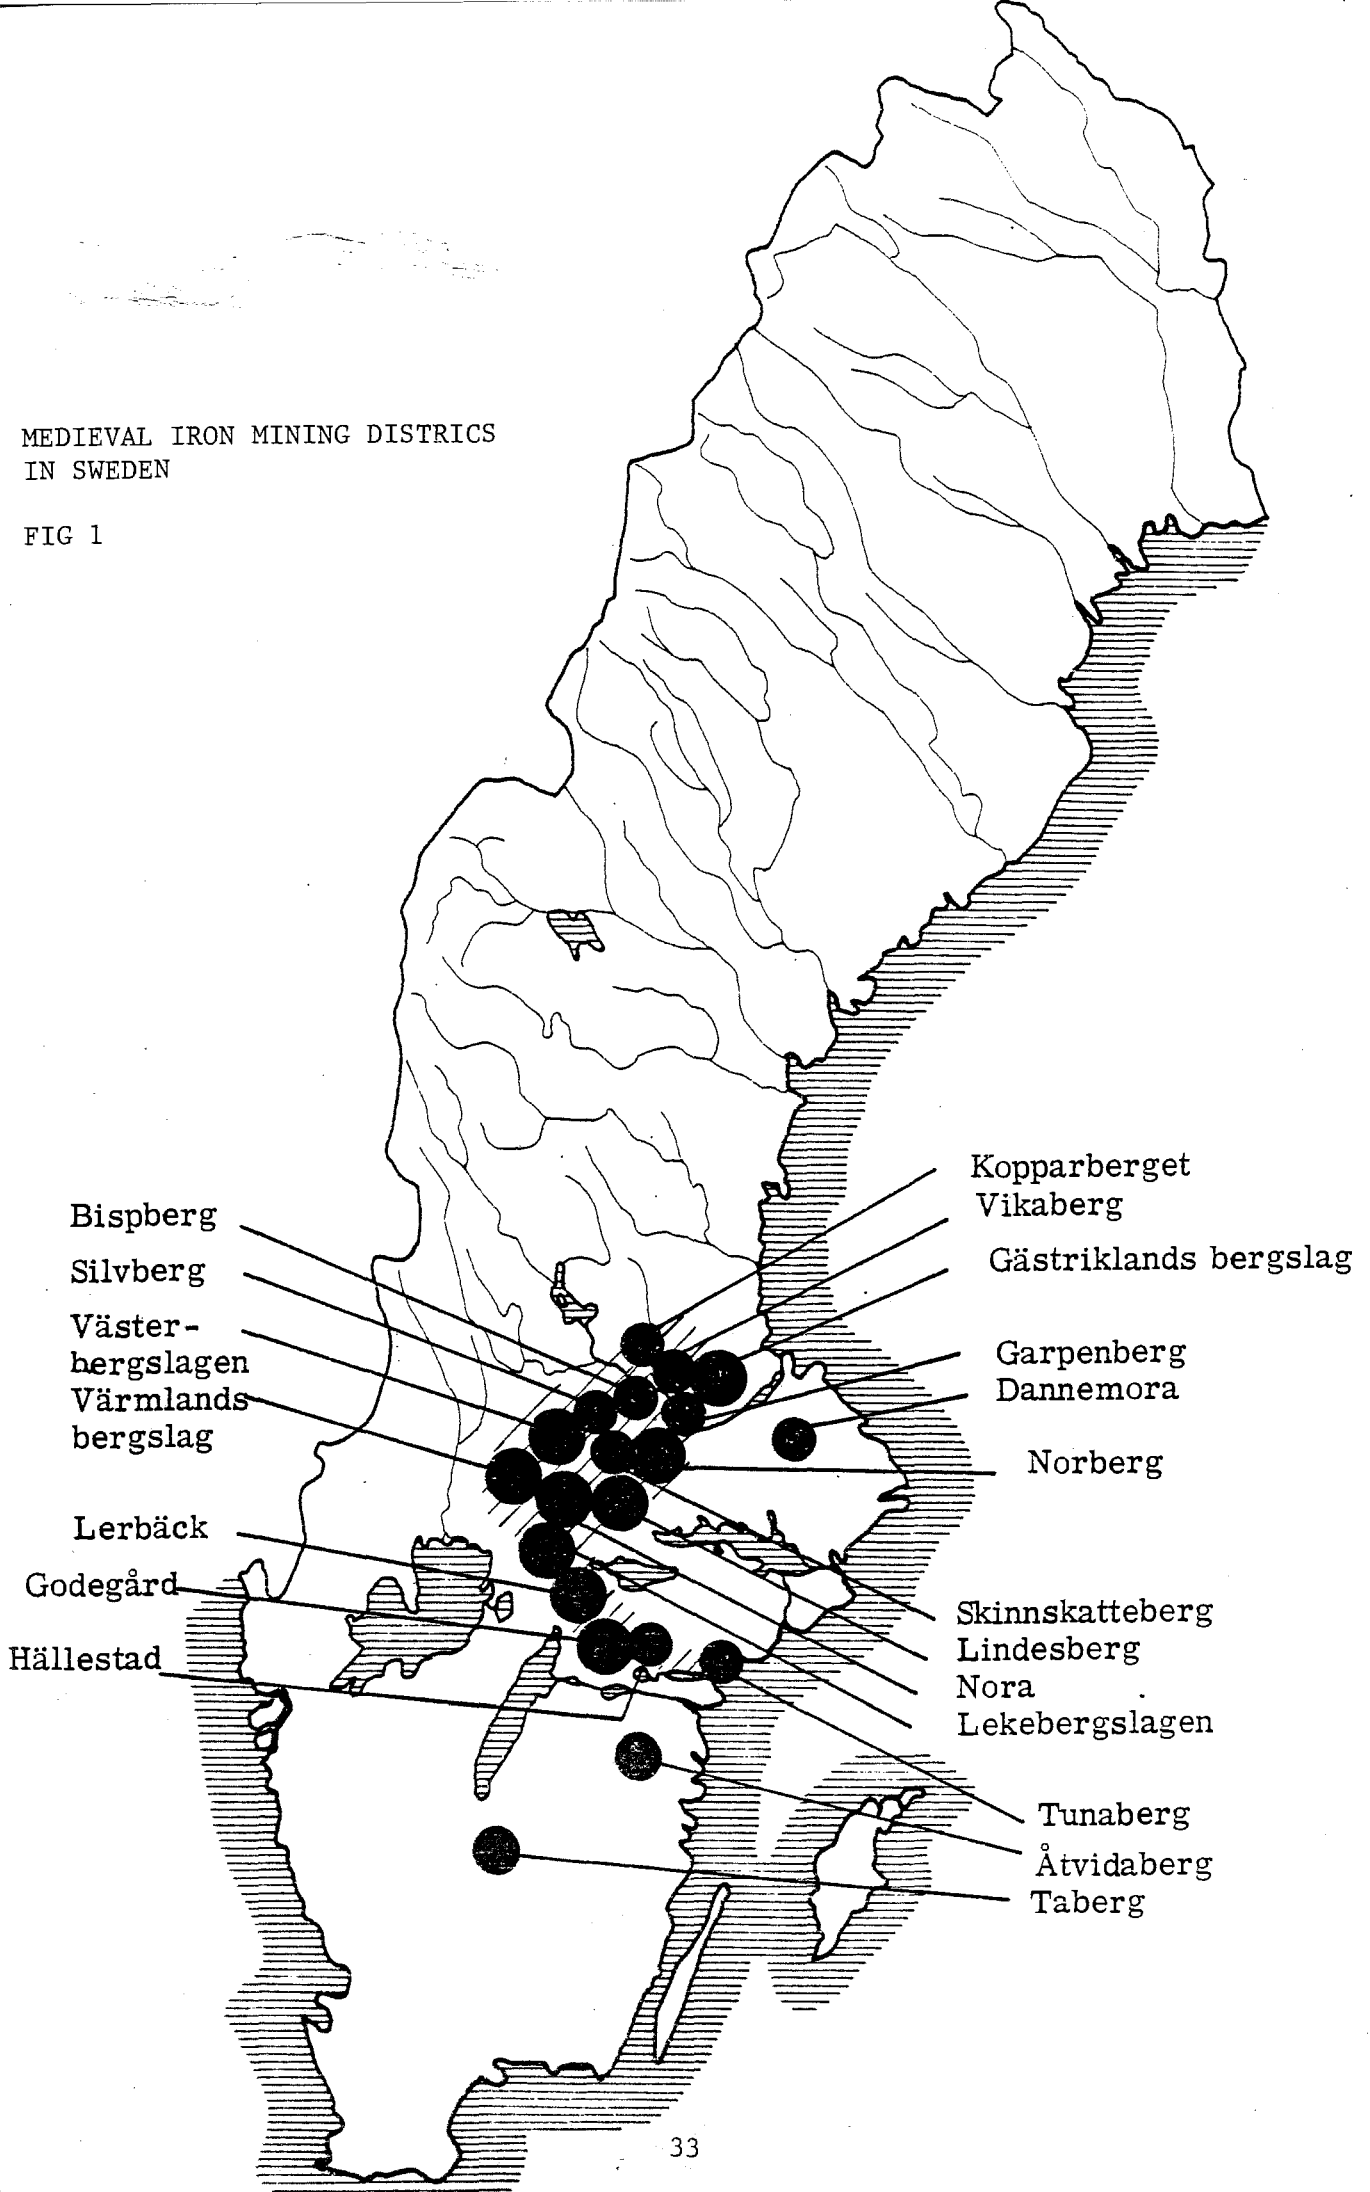 MEDIEVAL IRON MINING DISTRICS
IN SWEDEN
FIG 1
Kopparberget
Vikaberg
Gästriklands bergslag
Garpenberg
Dannemora
Norberg
Bispberg
Silvberg
Väster-
bergslagen
Värmlands
bergslag
Lerbäck
Godegård
Hällestad
Skinnskatteberg
Lindesberg
Nora
Lekebergslagen
Tunaberg
Åtvidaberg
Taberg
33